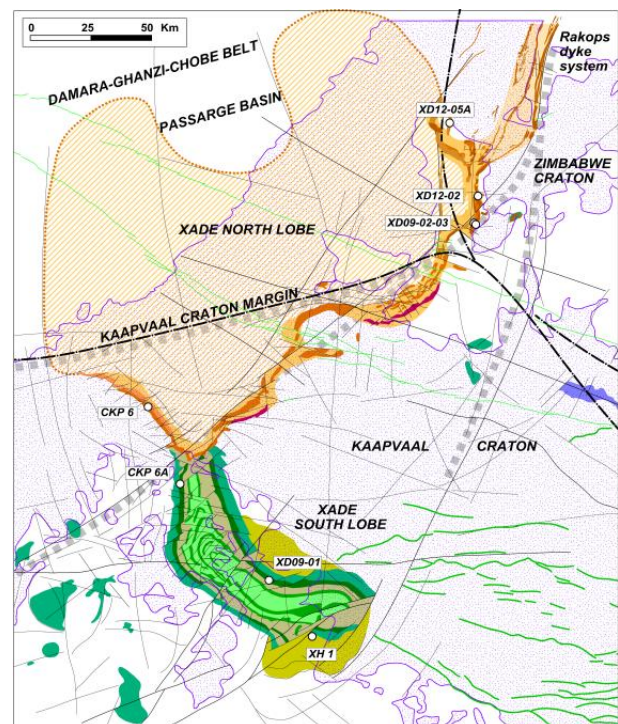 0 25 50 Km
Rakops
dyke
system
DAMARA-GHANZI-CHOBE BELT
PASSARGE BASIN
XD12-05A
ZIMBABWE
CRATON
XD12-02
XD09-02-03
XADE NORTH LOBE
KAAPVAAL CRATON MARGIN
CKP 6
KAAPVAAL CRATON
CKP 6A
XADE
SOUTH LOBE
XD09-01
XH 1